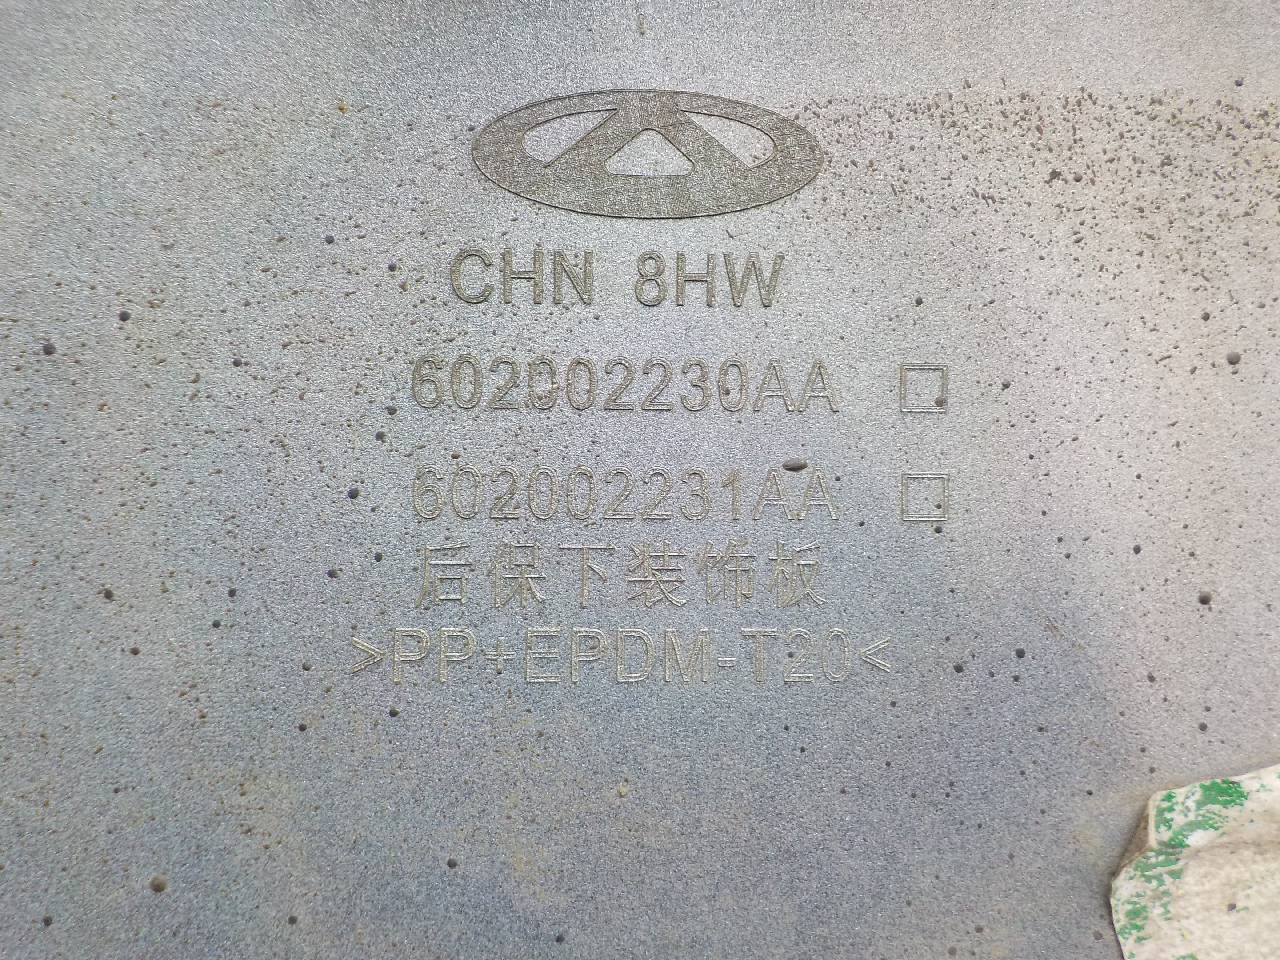 CHN 8HW
602002230AA □
602002231AA □
后保下装饰板
>PP+EPDM-T20<